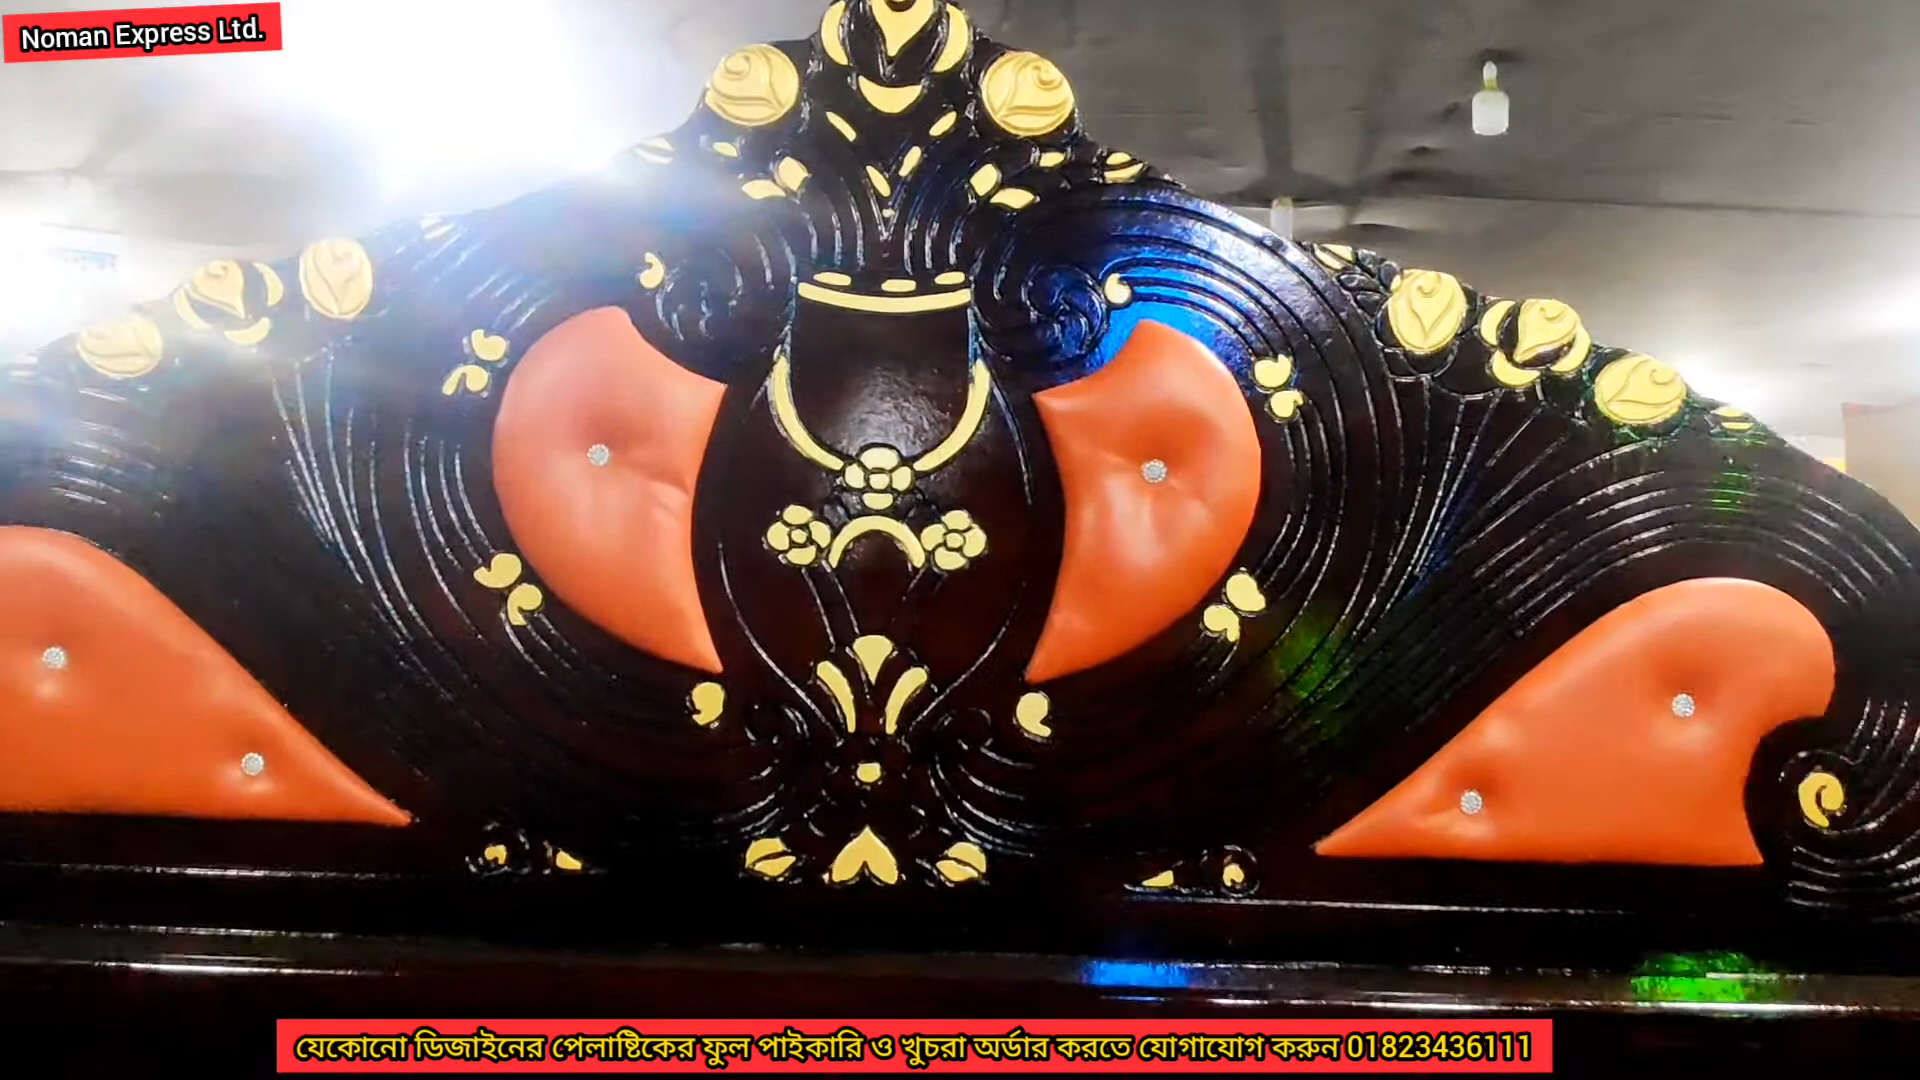 Noman Express Ltd.
যেকোনো ডিজাইনের পেলাষ্টিকের ফুল পাইকারি ও খুচরা অর্ডার করতে যোগাযোগ করুন 01823436111